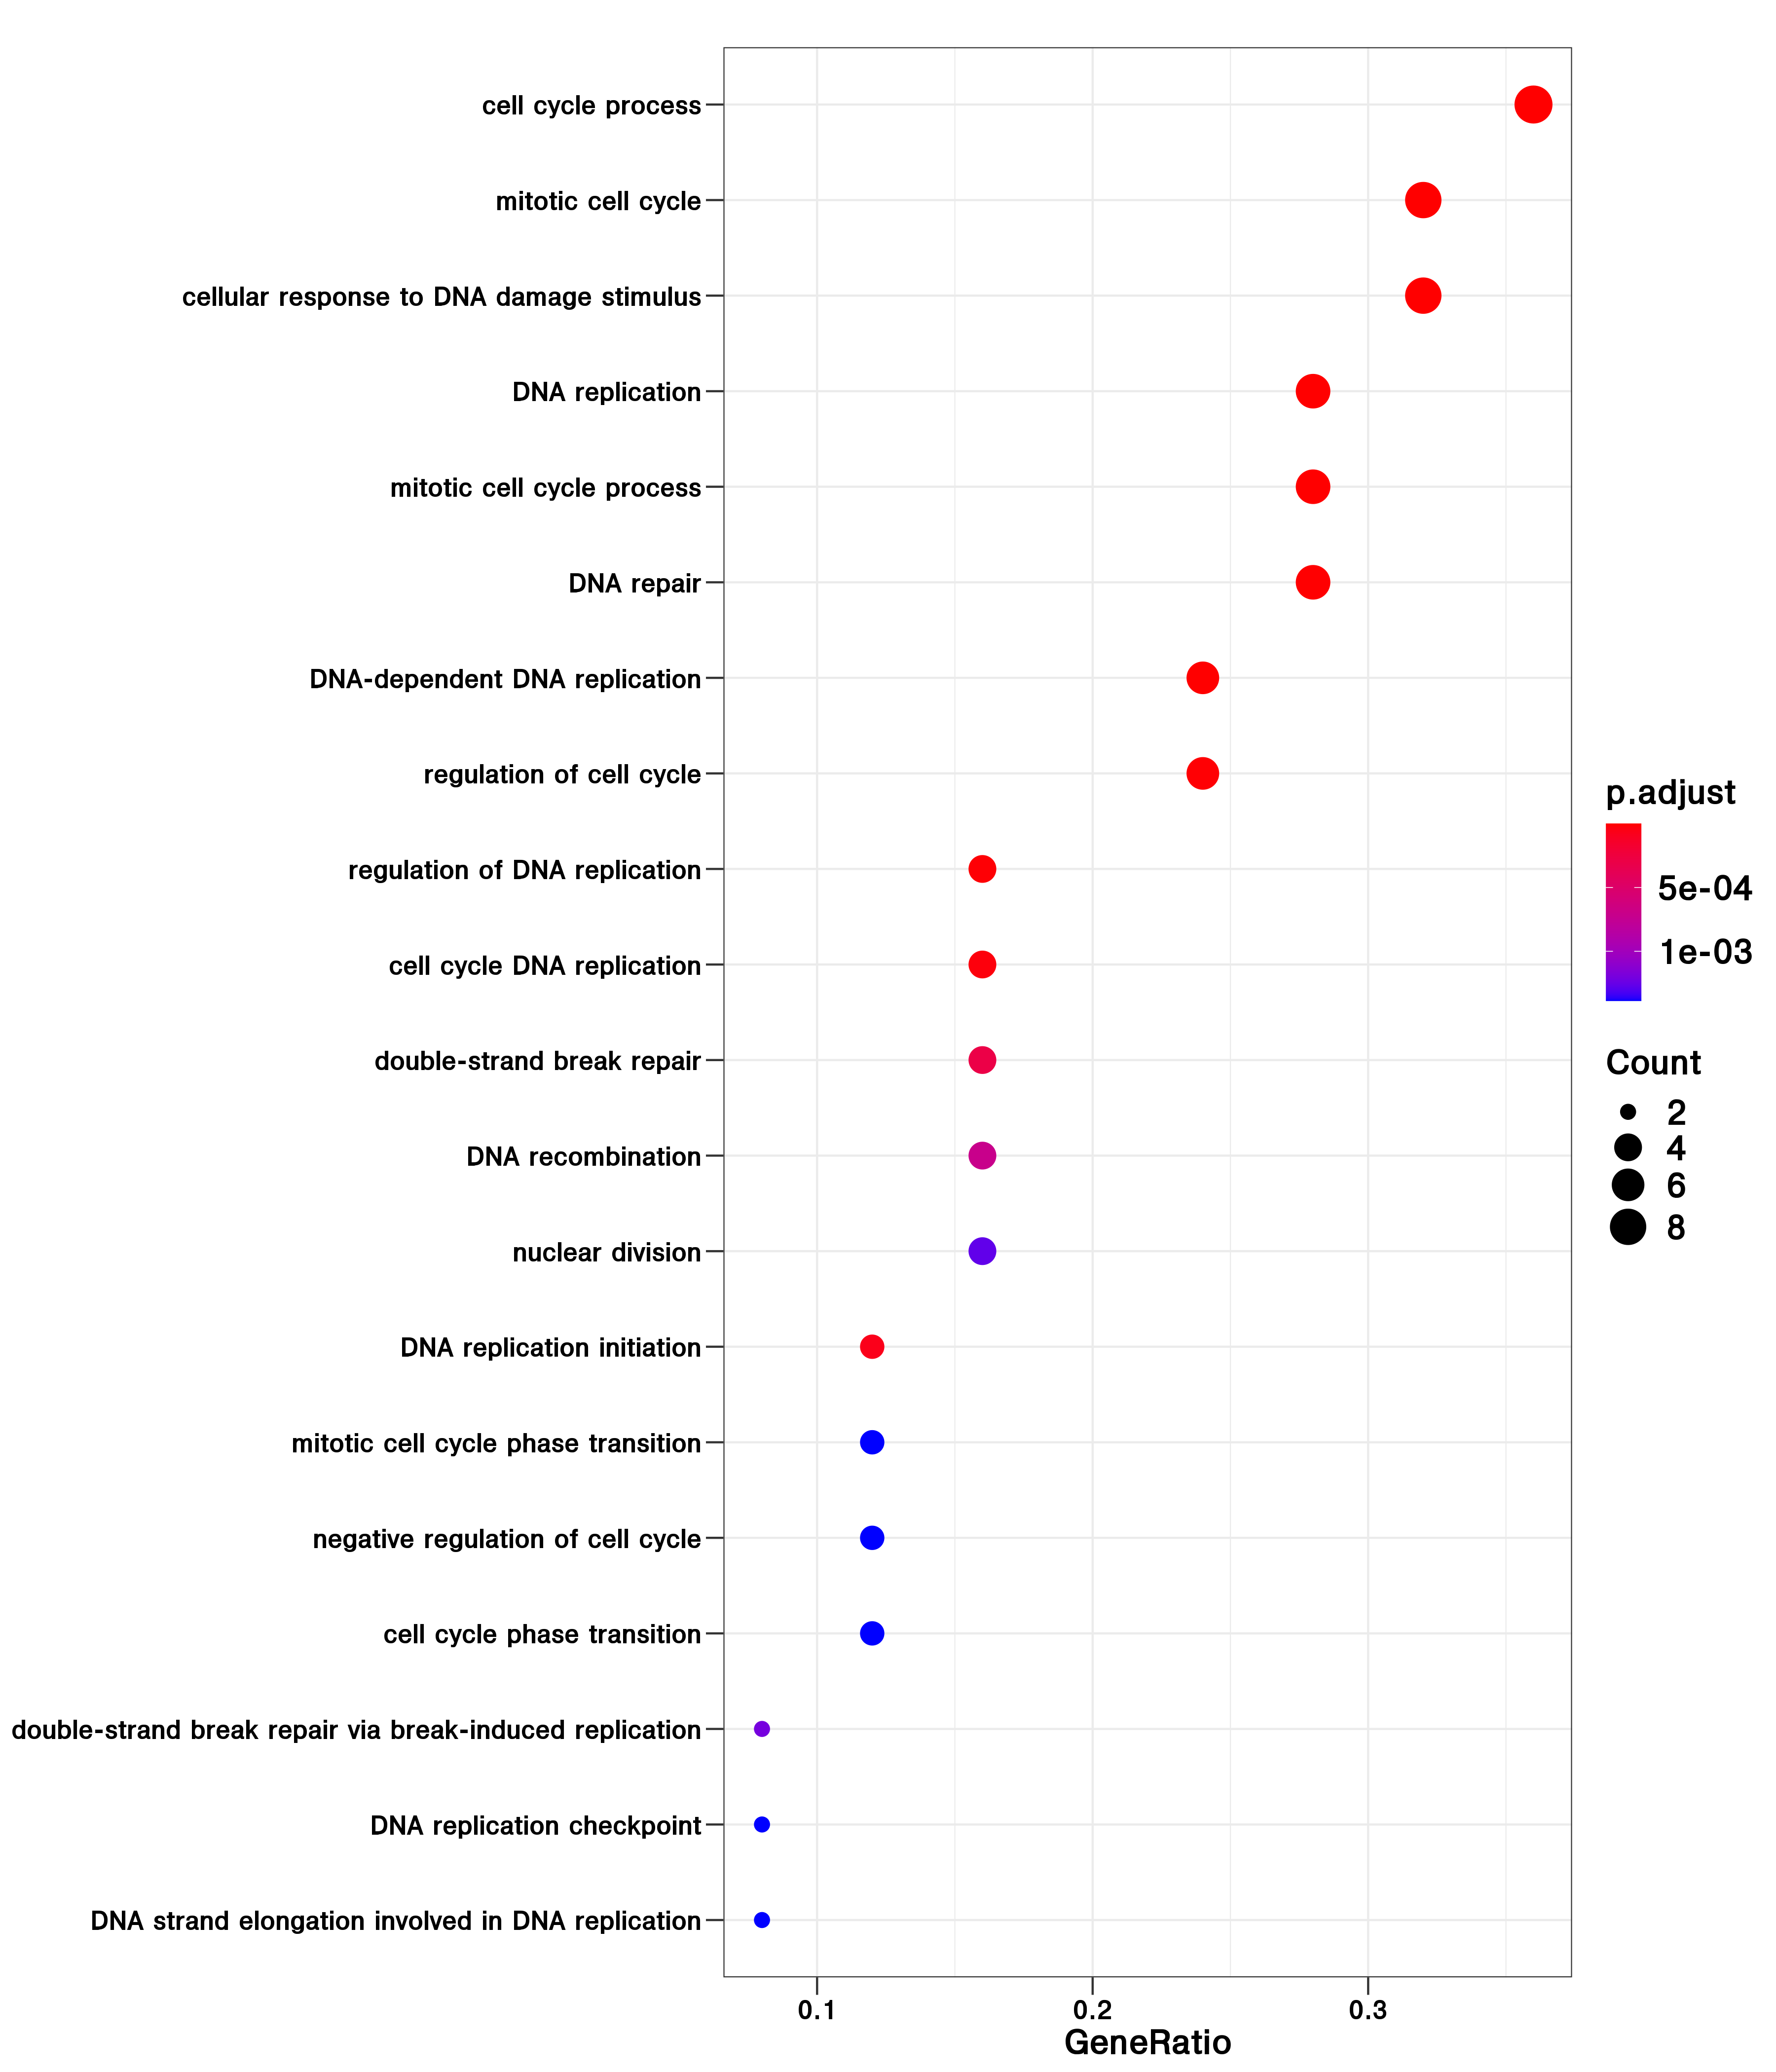 cell cycle process
mitotic cell cycle
cellular response to DNA damage stimulus
DNA replication
mitotic cell cycle process
DNA repair
DNA-dependent DNA replication
regulation of cell cycle
regulation of DNA replication
cell cycle DNA replication
double-strand break repair
DNA recombination
nuclear division
DNA replication initiation
mitotic cell cycle phase transition
negative regulation of cell cycle
cell cycle phase transition
double-strand break repair via break-induced replication
DNA replication checkpoint
DNA strand elongation involved in DNA replication
0.1 0.2 0.3
GeneRatio
p.adjust
5e-04
1e-03
Count
2
4
6
8